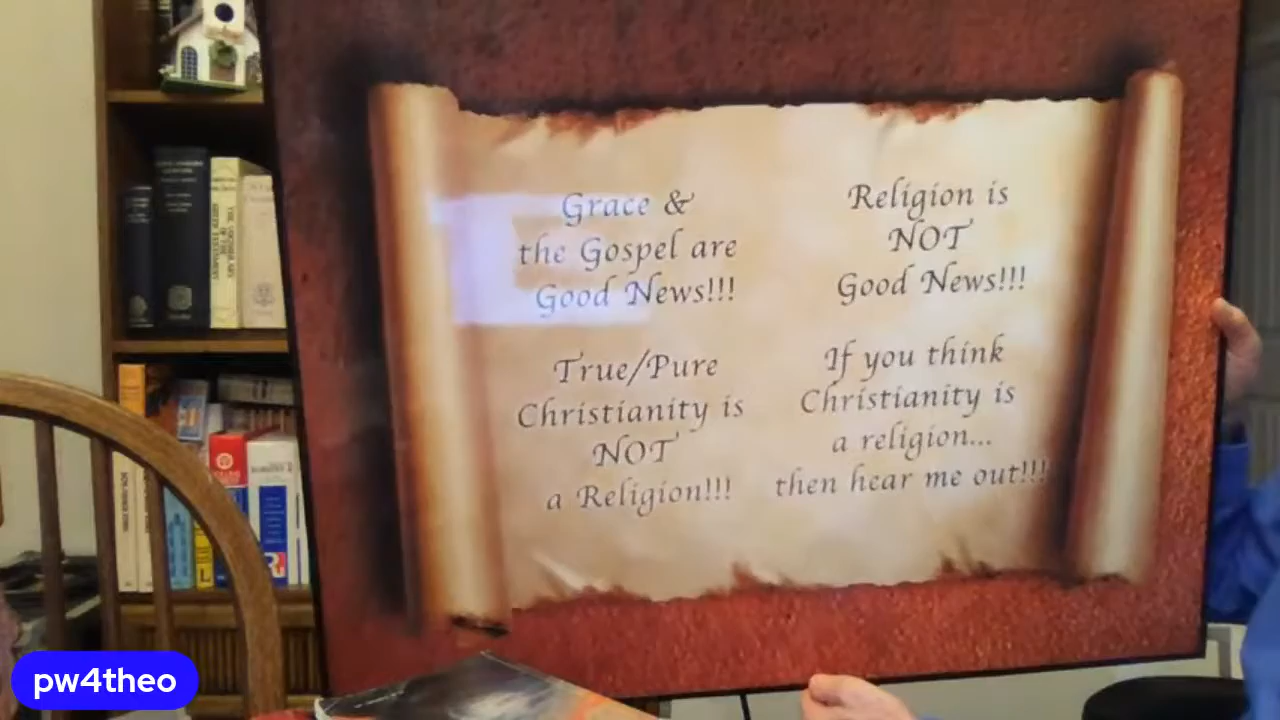 Grace &
the Gospel are
Good News!!!
True/Pure
Christianity is
NOT
a Religion!!!
Religion is
NOT
Good News!!!
If you think
Christianity is
a religion...
then hear me out!!!
pw4theo